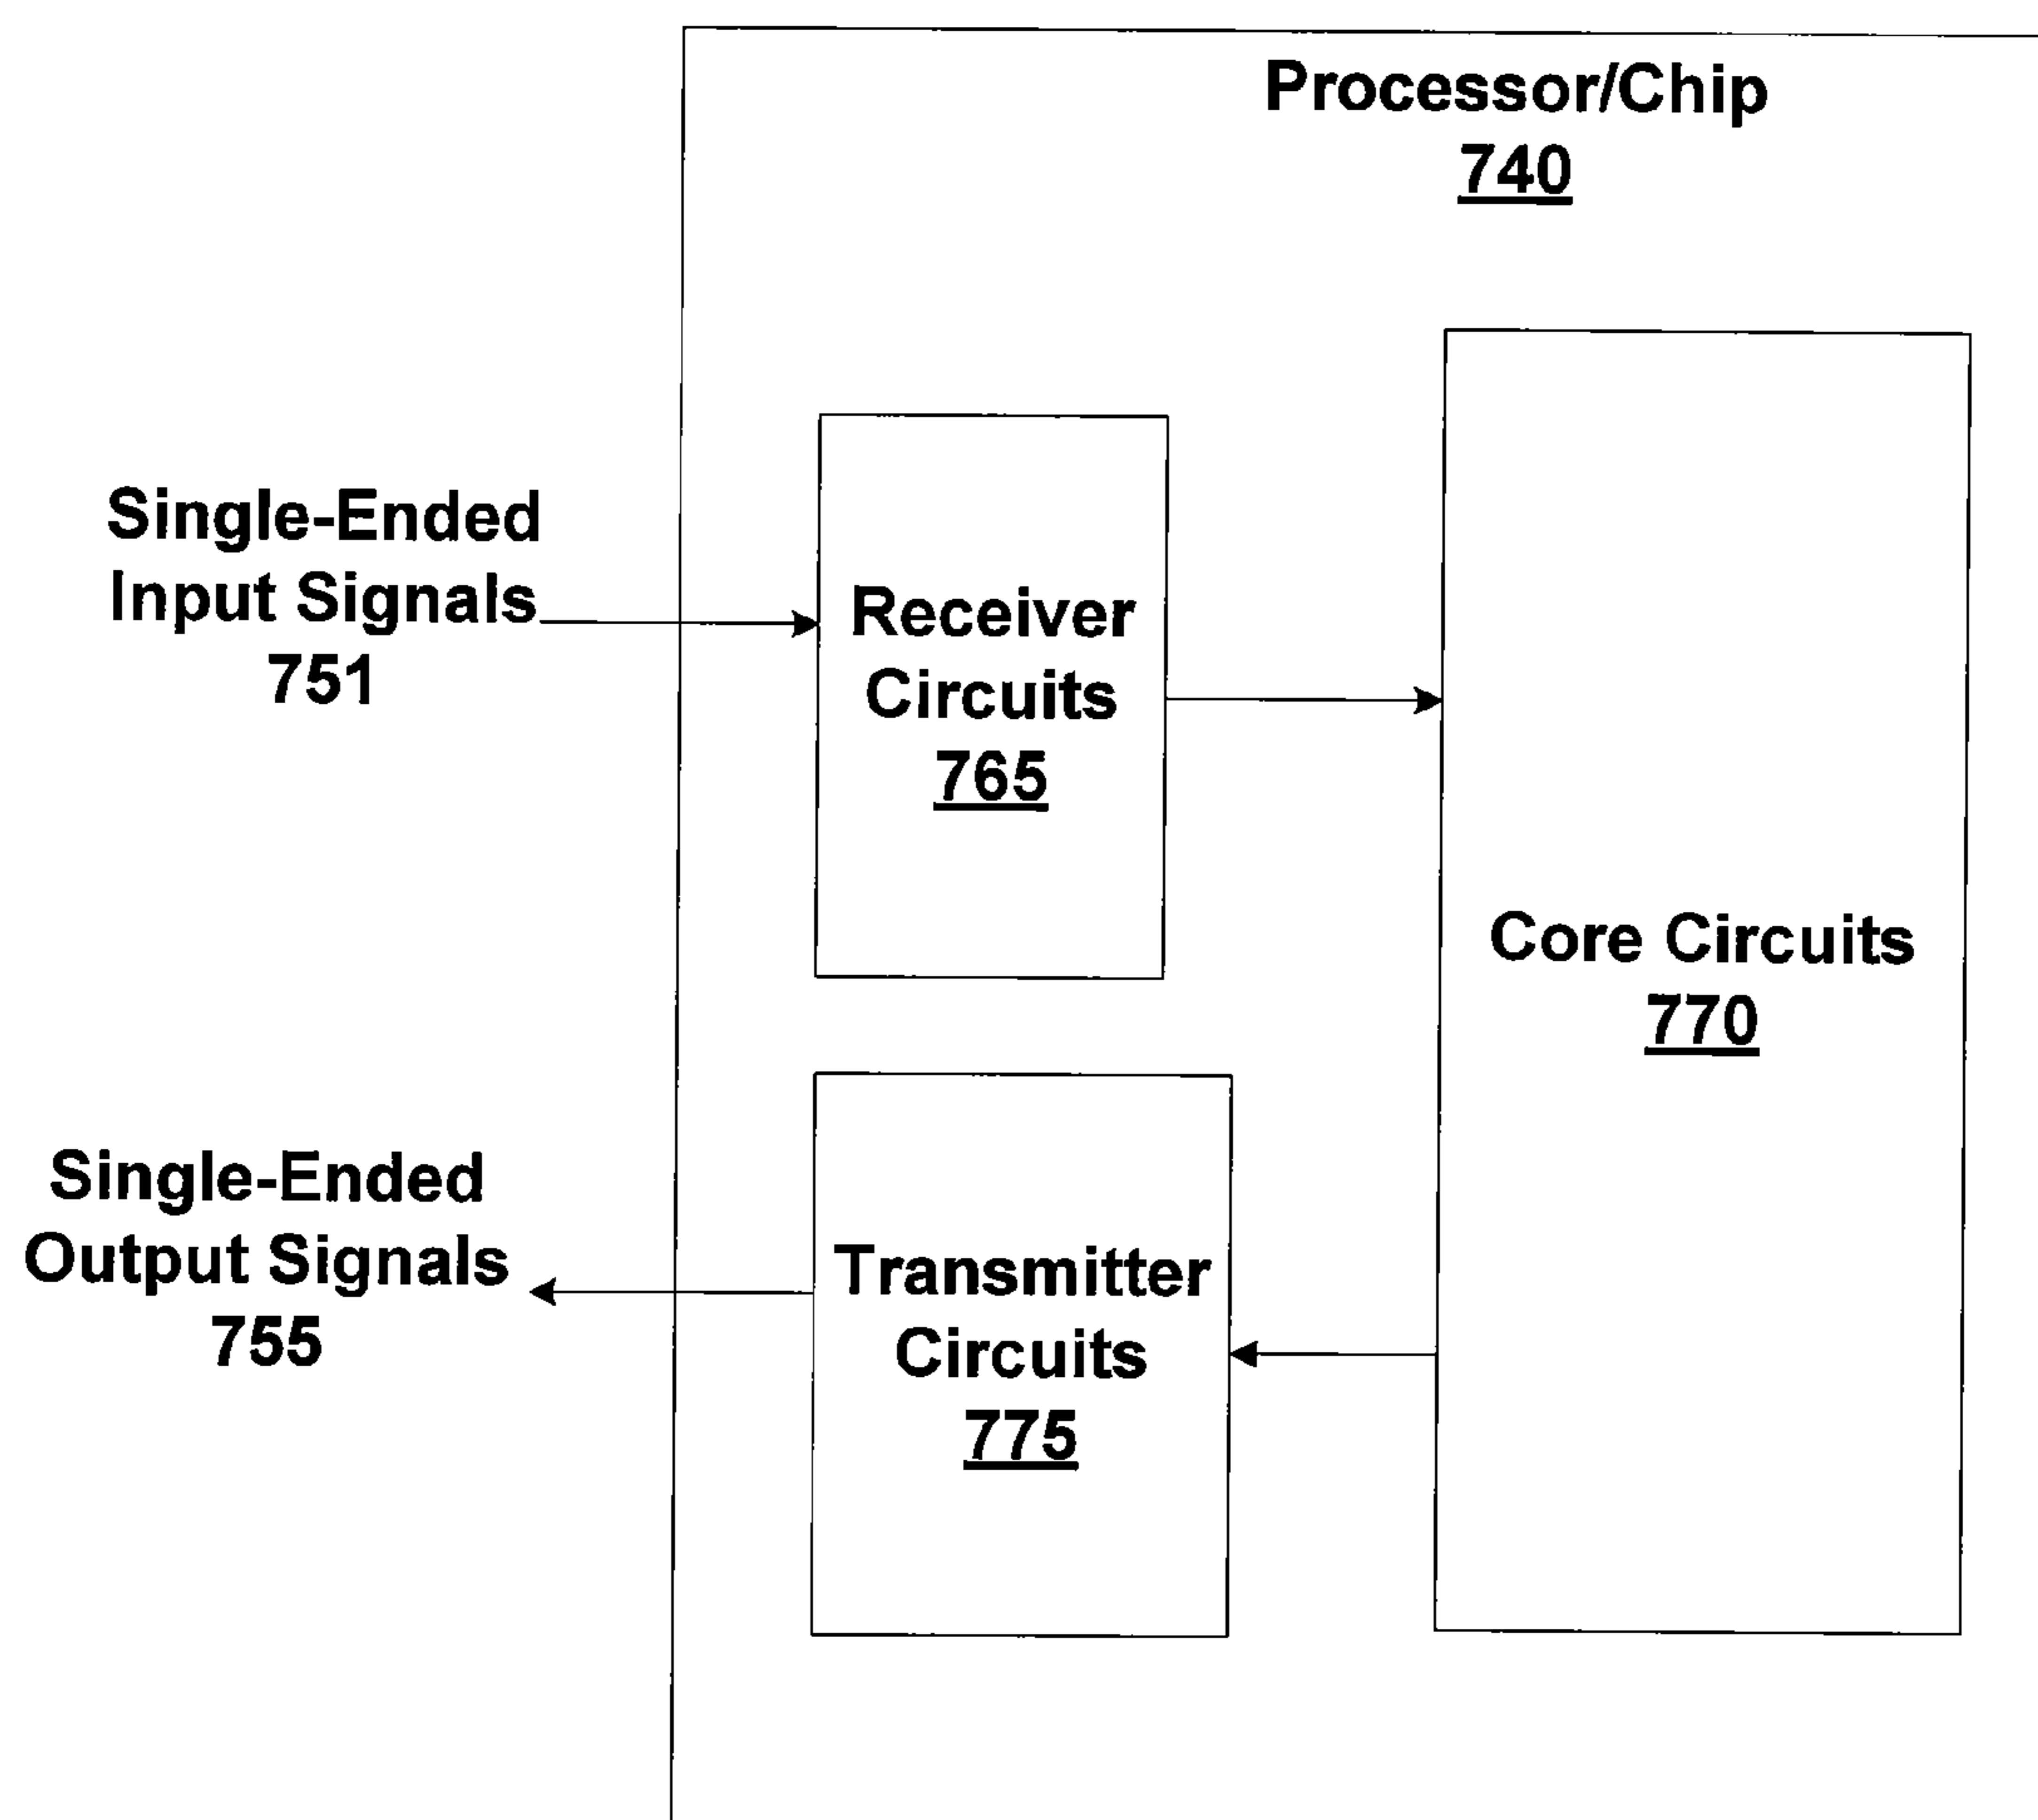 Processor/Chip
740
Single-Ended
Input Signals
751
Receiver
Circuits
765
Core Circuits
770
Single-Ended
Output Signals
755
Transmitter
Circuits
775